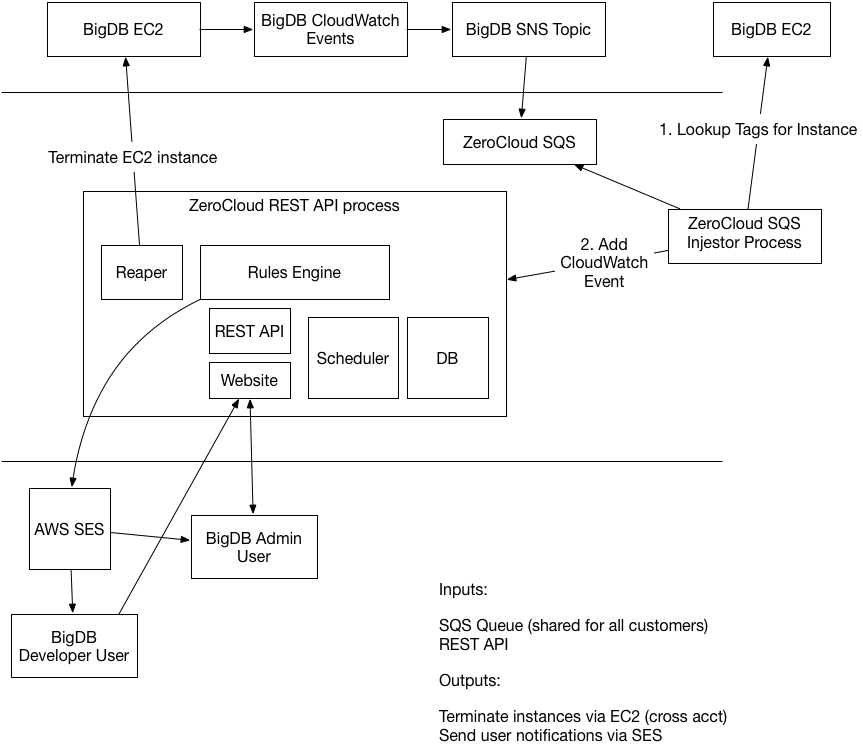 BigDB EC2
BigDB CloudWatch
Events
BigDB SNS Topic
BigDB EC2
1. Lookup Tags for Instance
ZeroCloud SQS
Terminate EC2 instance
ZeroCloud REST API process
ZeroCloud SQS
Injestor Process
2. Add
CloudWatch
Event
Reaper
Rules Engine
REST API
Scheduler
DB
Website
AWS SES
BigDB Admin
User
BigDB
Developer User
Inputs:
SQS Queue (shared for all customers)
REST API
Outputs:
Terminate instances via EC2 (cross acct)
Send user notifications via SES